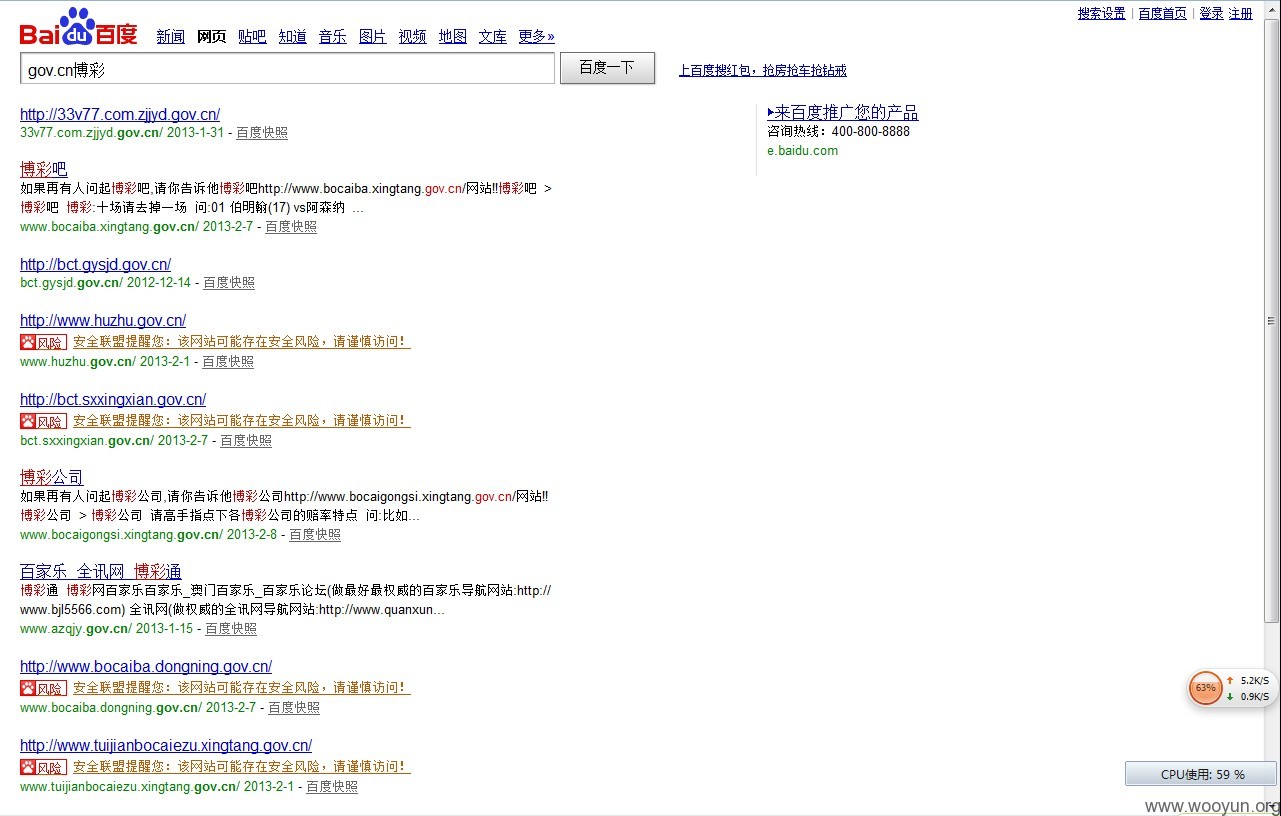 搜索设置 | 百度首页 | 登录 注册
Bai du 百度 新闻 网页 贴吧 知道 音乐 图片 视频 地图 文库 更多»
gov.cn博彩 百度一下 上百度搜红包，抢房抢车抢钻戒
http://33v77.com.zjjyd.gov.cn/
33v77.com.zjjyd.gov.cn/ 2013-1-31 - 百度快照
来百度推广您的产品
咨询热线：400-800-8888
e.baidu.com
博彩吧
如果再有人问起博彩吧,请你告诉他博彩吧http://www.bocaiba.xingtang.gov.cn/网站!!博彩吧 >
博彩吧 博彩:十场请去掉一场 问:01 伯明翰(17) vs阿森纳 ...
www.bocaiba.xingtang.gov.cn/ 2013-2-7 - 百度快照
http://bct.gysjd.gov.cn/
bct.gysjd.gov.cn/ 2012-12-14 - 百度快照
http://www.huzhu.gov.cn/
风险 安全联盟提醒您：该网站可能存在安全风险，请谨慎访问！
www.huzhu.gov.cn/ 2013-2-1 - 百度快照
http://bct.sxxingxian.gov.cn/
风险 安全联盟提醒您：该网站可能存在安全风险，请谨慎访问！
bct.sxxingxian.gov.cn/ 2013-2-7 - 百度快照
博彩公司
如果再有人问起博彩公司,请你告诉他博彩公司http://www.bocaigongsi.xingtang.gov.cn/网站!!
博彩公司 > 博彩公司 请高手指点下各博彩公司的赔率特点 问:比如...
www.bocaigongsi.xingtang.gov.cn/ 2013-2-8 - 百度快照
百家乐_全讯网_博彩通
博彩通 博彩网百家乐百家乐_澳门百家乐_百家乐论坛(做最好最权威的百家乐导航网站:http://
www.bjl5566.com) 全讯网(做权威的全讯网导航网站:http://www.quanxun...
www.azqjy.gov.cn/ 2013-1-15 - 百度快照
http://www.bocaiba.dongning.gov.cn/
风险 安全联盟提醒您：该网站可能存在安全风险，请谨慎访问！
www.bocaiba.dongning.gov.cn/ 2013-2-7 - 百度快照
63% 5.2K/S
0.9K/S
http://www.tuijianbocaiezu.xingtang.gov.cn/
风险 安全联盟提醒您：该网站可能存在安全风险，请谨慎访问！
www.tuijianbocaiezu.xingtang.gov.cn/ 2013-2-1 - 百度快照
CPU使用: 59 %
www.wooyun.org